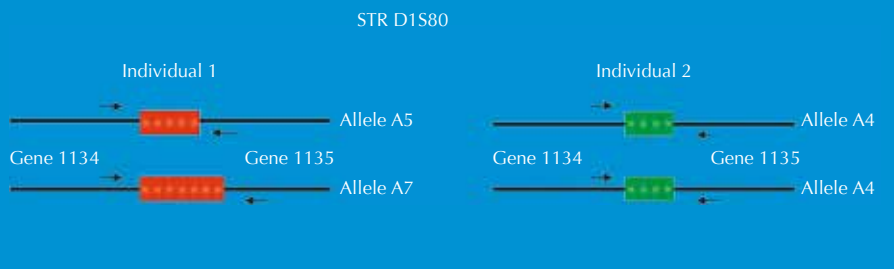 STR D1S80
Individual 1
Individual 2
Allele A5
Allele A4
Gene 1134
Gene 1135
Gene 1134
Gene 1135
Allele A7
Allele A4